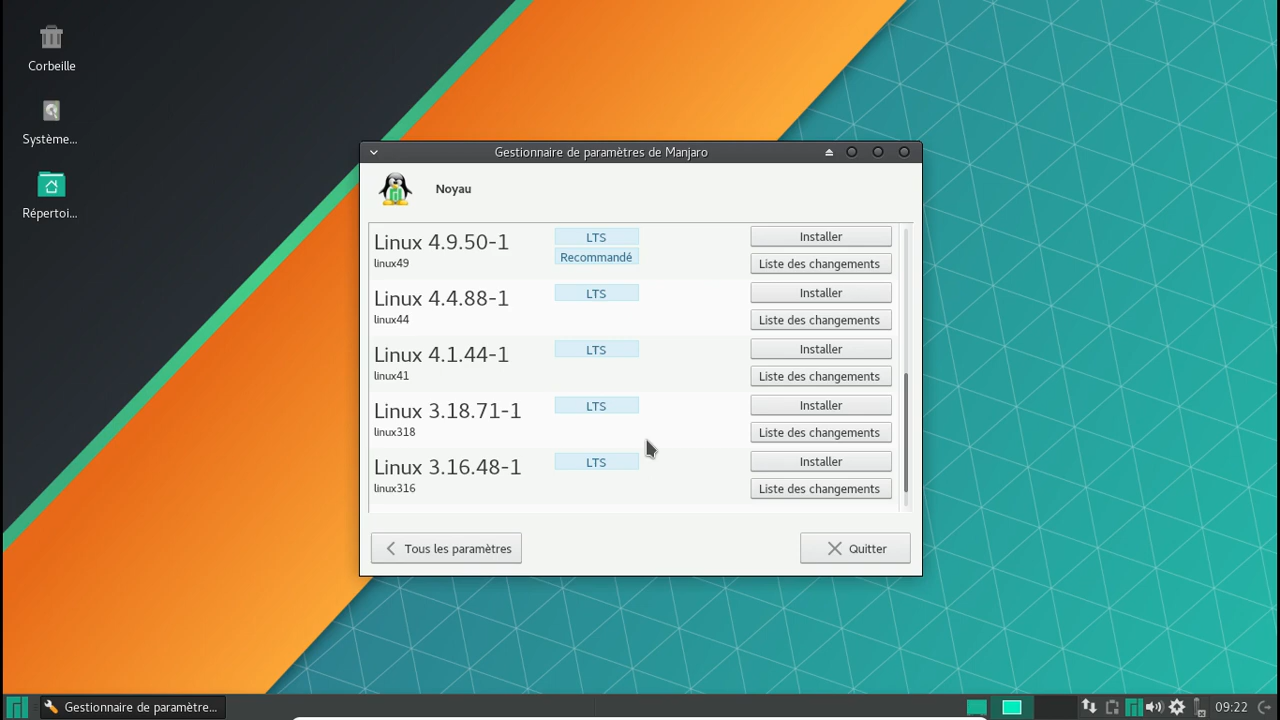 Corbeille
Système...
Répertoi...
Gestionnaire de paramètres de Manjaro
Noyau
Linux 4.9.50-1
linux49
LTS
Recommandé
Installer
Liste des changements
Linux 4.4.88-1
linux44
LTS
Installer
Liste des changements
Linux 4.1.44-1
linux41
LTS
Installer
Liste des changements
Linux 3.18.71-1
linux318
LTS
Installer
Liste des changements
Linux 3.16.48-1
linux316
LTS
Installer
Liste des changements
Tous les paramètres
Quitter
Gestionnaire de paramètre...
09:22